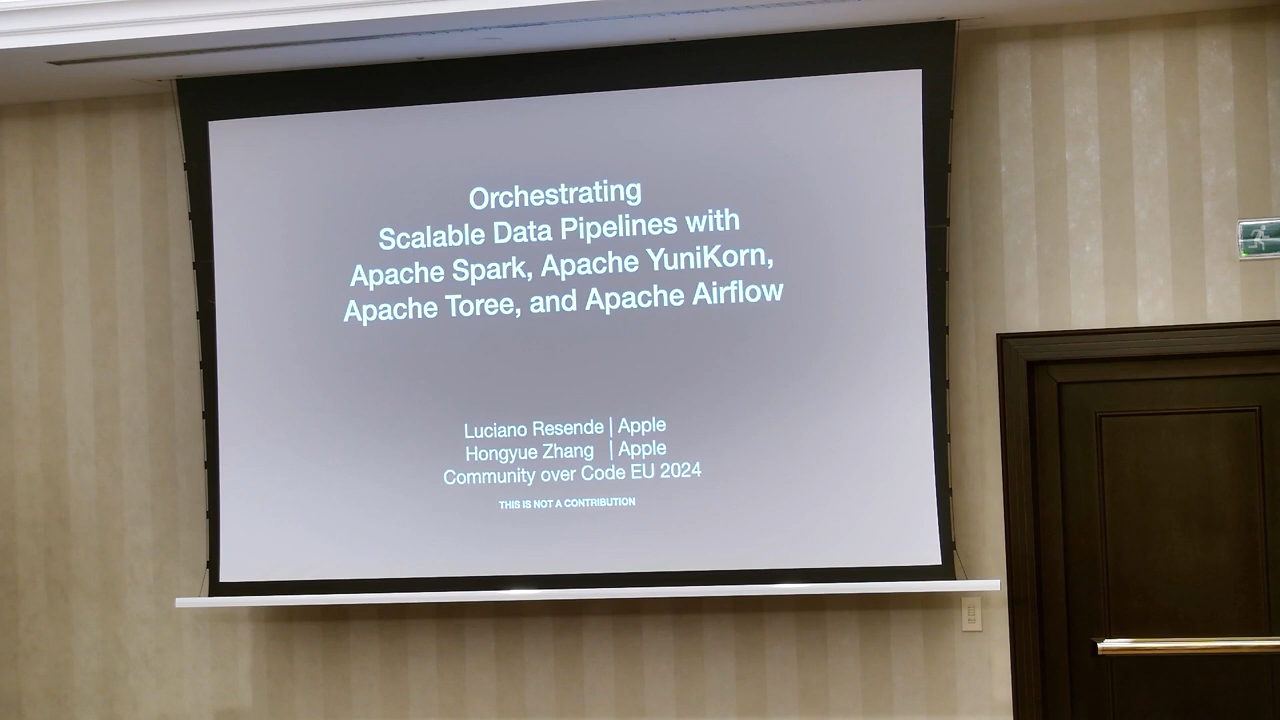 Orchestrating
Scalable Data Pipelines with
Apache Spark, Apache YuniKorn,
Apache Toree, and Apache Airflow
Luciano Resende | Apple
Hongyue Zhang | Apple
Community over Code EU 2024
THIS IS NOT A CONTRIBUTION